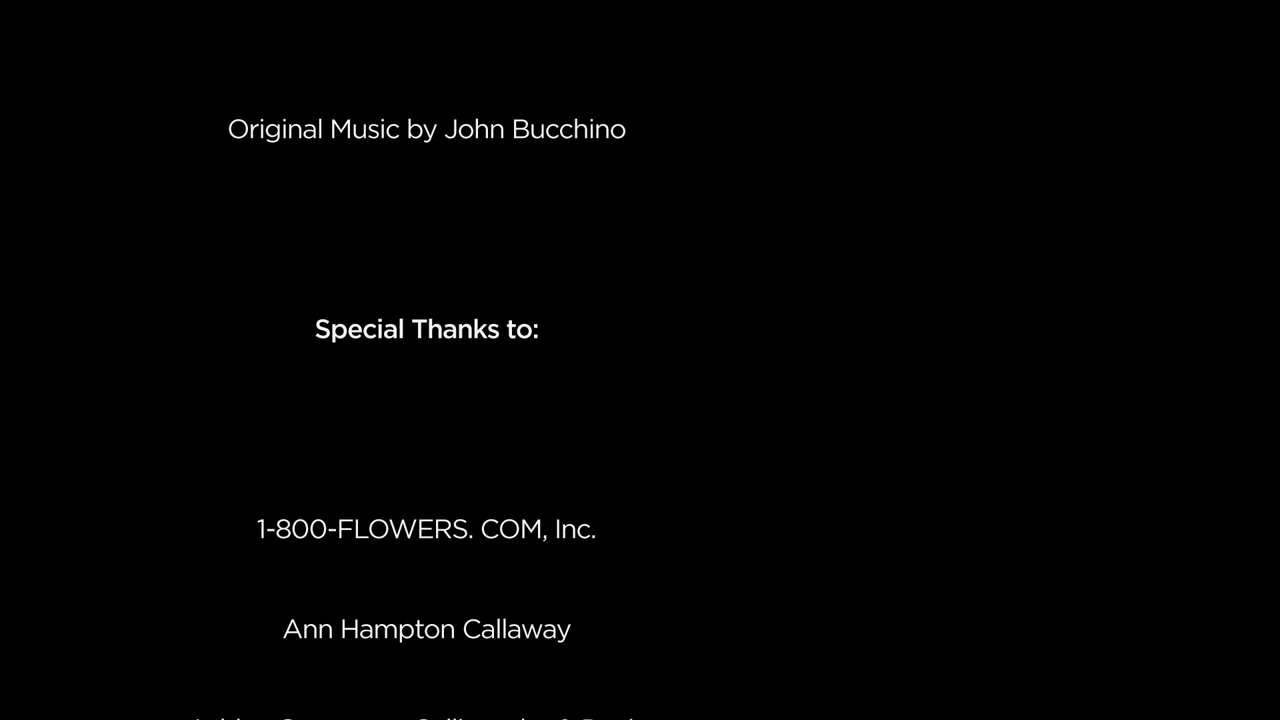 Original Music by John Bucchino
Special Thanks to:
1-800-FLOWERS. COM, Inc.
Ann Hampton Callaway